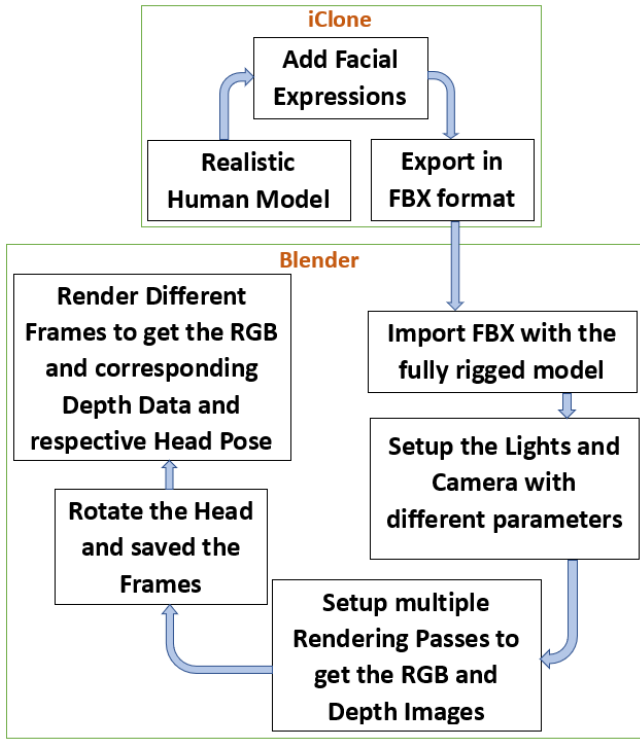 iClone
Add Facial
Expressions
Realistic
Human Model
Export in
FBX format
Blender
Import FBX with the
fully rigged model
Setup the Lights and
Camera with
different parameters
Setup multiple
Rendering Passes to
get the RGB and
Depth Images
Rotate the Head
and saved the
Frames
Render Different
Frames to get the RGB
and corresponding
Depth Data and
respective Head Pose